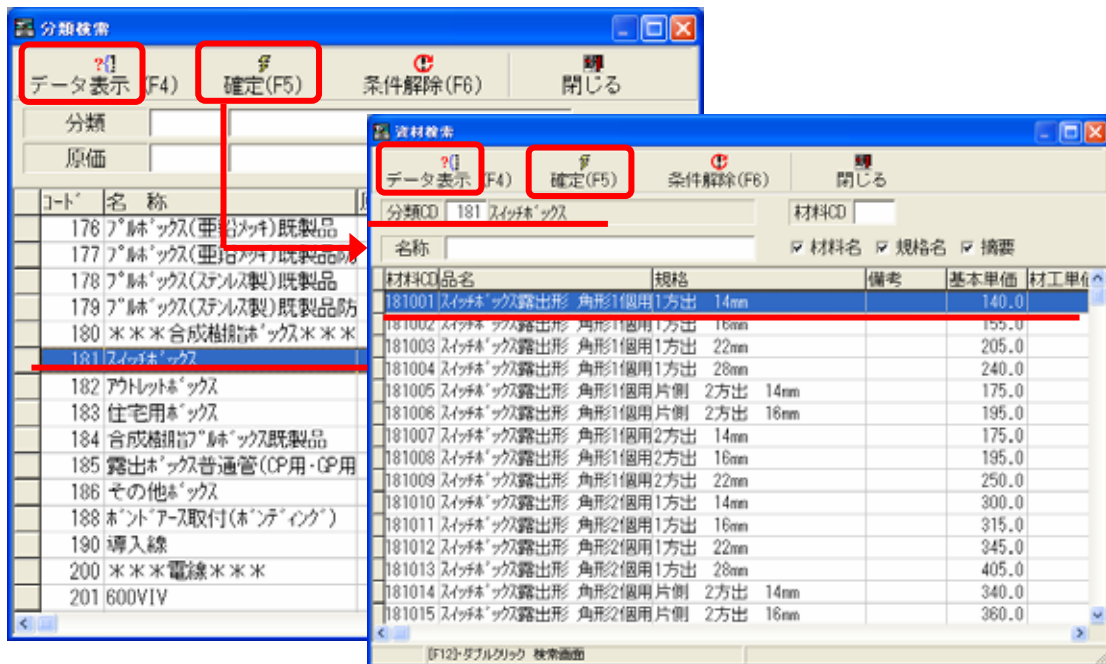 分類検索
データ表示 (F4) 確定(F5) 条件解除(F6) 閉じる
分類
原価
ｺｰﾄﾞ 名 称
176 ﾌﾟﾙﾎﾞｯｸｽ(亜鉛ﾒｯｷ)既製品
177 ﾌﾟﾙﾎﾞｯｸｽ(亜鉛ﾒｯｷ)既製品防
178 ﾌﾟﾙﾎﾞｯｸｽ(ｽﾃﾝﾚｽ製)既製品
179 ﾌﾟﾙﾎﾞｯｸｽ(ｽﾃﾝﾚｽ製)既製品防
180 ＊＊＊合成樹脂ﾎﾞｯｸｽ＊＊＊
181 ｽｲｯﾁﾎﾞｯｸｽ
182 ｱｳﾄﾚｯﾄﾎﾞｯｸｽ
183 住宅用ﾎﾞｯｸｽ
184 合成樹脂ﾌﾟﾙﾎﾞｯｸｽ既製品
185 露出ﾎﾞｯｸｽ普通管(CP用･GP用
186 その他ﾎﾞｯｸｽ
188 ﾎﾞﾝﾄﾞｱｰｽ取付(ﾎﾞﾝﾃﾞｨﾝｸﾞ)
190 導入線
200 ＊＊＊電線＊＊＊
201 600VIV
資材検索
データ表示 (F4) 確定(F5) 条件解除(F6) 閉じる
分類CD 181 ｽｲｯﾁﾎﾞｯｸｽ 材料CD
名称 材料名 規格名 摘要
材料CD 品名 規格 備考 基本単価 材工単価
181001 ｽｲｯﾁﾎﾞｯｸｽ露出形 角形1個用 1方出 14mm 140.0
181002 ｽｲｯﾁﾎﾞｯｸｽ露出形 角形1個用 1方出 16mm 155.0
181003 ｽｲｯﾁﾎﾞｯｸｽ露出形 角形1個用 1方出 22mm 205.0
181004 ｽｲｯﾁﾎﾞｯｸｽ露出形 角形1個用 1方出 28mm 240.0
181005 ｽｲｯﾁﾎﾞｯｸｽ露出形 角形1個用 片側 2方出 14mm 175.0
181006 ｽｲｯﾁﾎﾞｯｸｽ露出形 角形1個用 片側 2方出 16mm 195.0
181007 ｽｲｯﾁﾎﾞｯｸｽ露出形 角形1個用 2方出 14mm 175.0
181008 ｽｲｯﾁﾎﾞｯｸｽ露出形 角形1個用 2方出 16mm 195.0
181009 ｽｲｯﾁﾎﾞｯｸｽ露出形 角形1個用 2方出 22mm 250.0
181010 ｽｲｯﾁﾎﾞｯｸｽ露出形 角形2個用 1方出 14mm 300.0
181011 ｽｲｯﾁﾎﾞｯｸｽ露出形 角形2個用 1方出 16mm 315.0
181012 ｽｲｯﾁﾎﾞｯｸｽ露出形 角形2個用 1方出 22mm 345.0
181013 ｽｲｯﾁﾎﾞｯｸｽ露出形 角形2個用 1方出 28mm 405.0
181014 ｽｲｯﾁﾎﾞｯｸｽ露出形 角形2個用 片側 2方出 14mm 340.0
181015 ｽｲｯﾁﾎﾞｯｸｽ露出形 角形2個用 片側 2方出 16mm 360.0
[F12]･ダブルクリック 検索画面